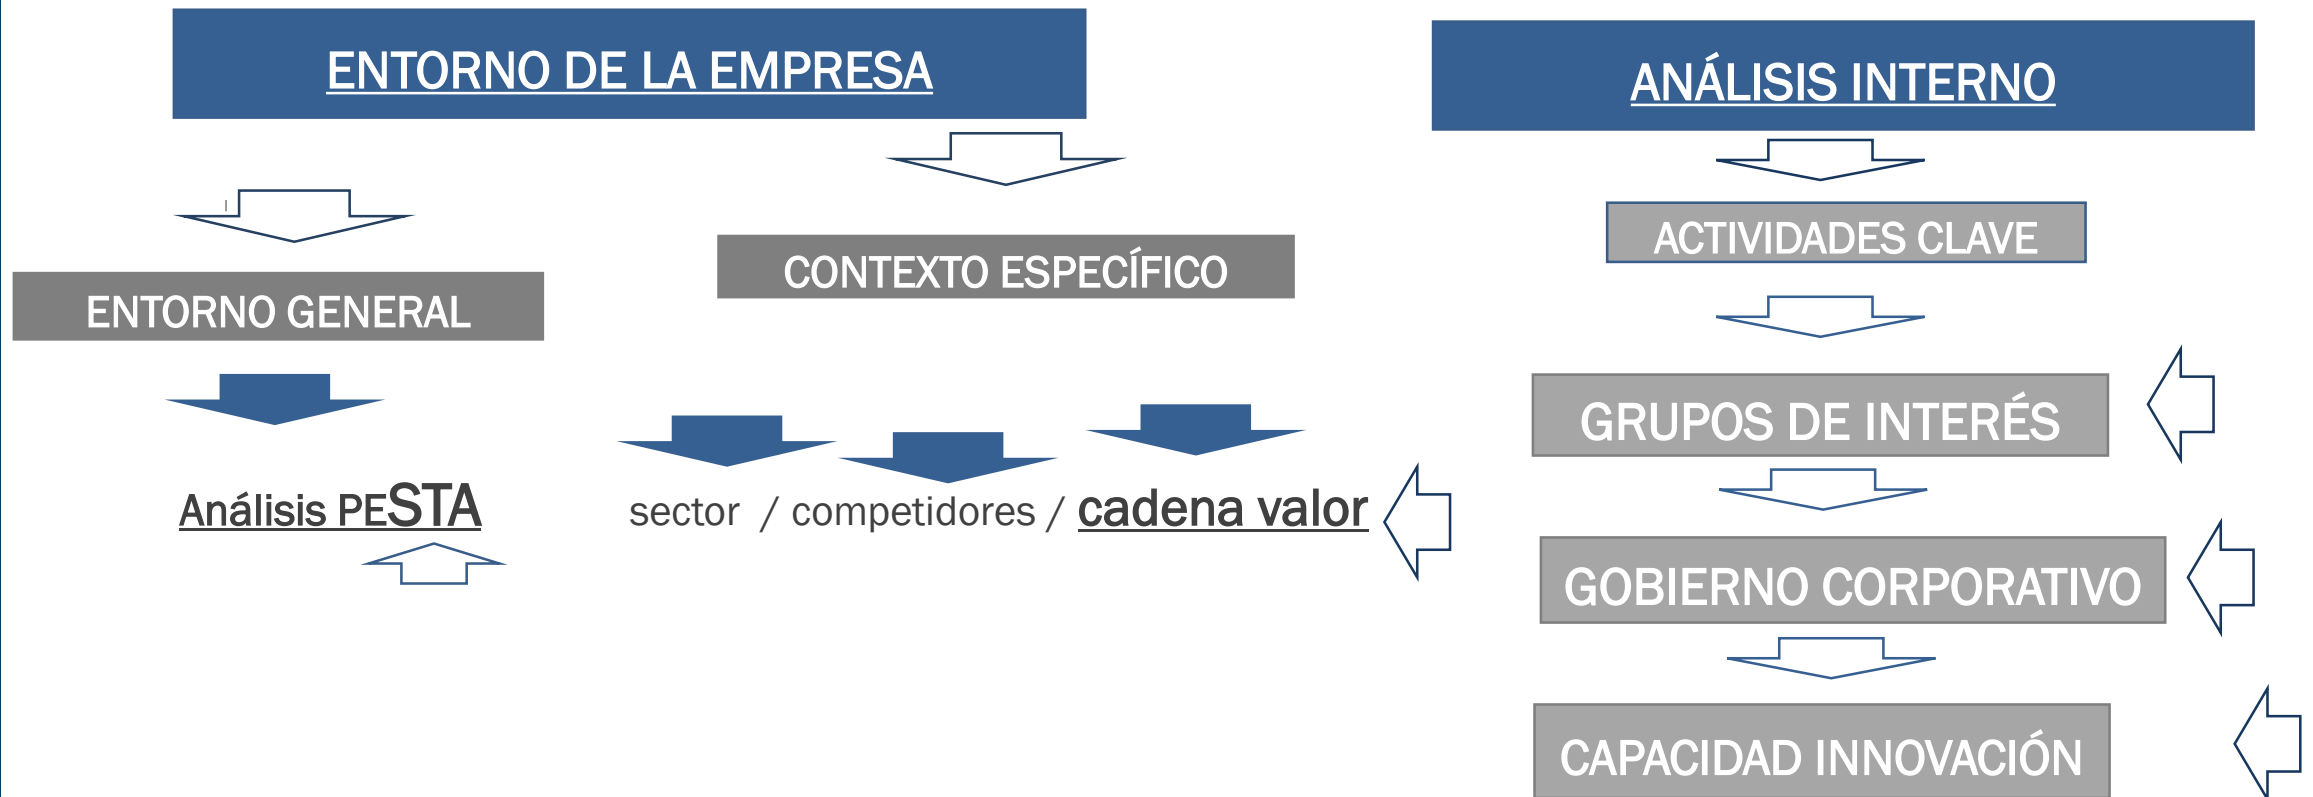 ENTORNO DE LA EMPRESA
ENTORNO GENERAL
Análisis PESTA
CONTEXTO ESPECÍFICO
sector / competidores / cadena valor
ANÁLISIS INTERNO
ACTIVIDADES CLAVE
GRUPOS DE INTERÉS
GOBIERNO CORPORATIVO
CAPACIDAD INNOVACIÓN